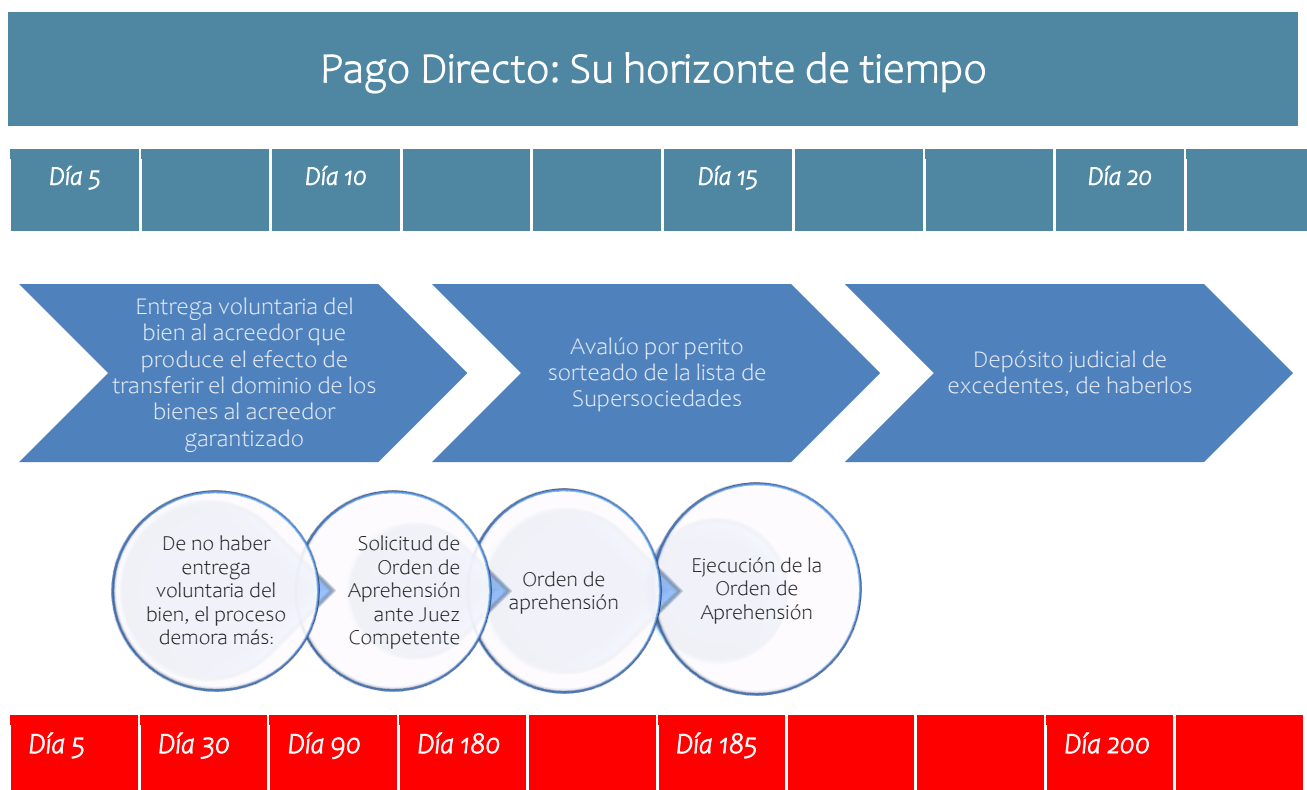 Pago Directo: Su horizonte de tiempo
Día 5
Día 10
Día 15
Día 20
Entrega voluntaria del
bien al acreedor que
produce el efecto de
transferir el dominio de los
bienes al acreedor
garantizado
Avalúo por perito
sorteado de la lista de
Supersociedades
Depósito judicial de
excedentes, de haberlos
De no haber
entrega
voluntaria del
bien, el proceso
demora más:
Solicitud de
Orden de
Aprehensión
ante Juez
Competente
Orden de
aprehensión
Ejecución de la
Orden de
Aprehensión
Día 5
Día 30
Día 90
Día 180
Día 185
Día 200